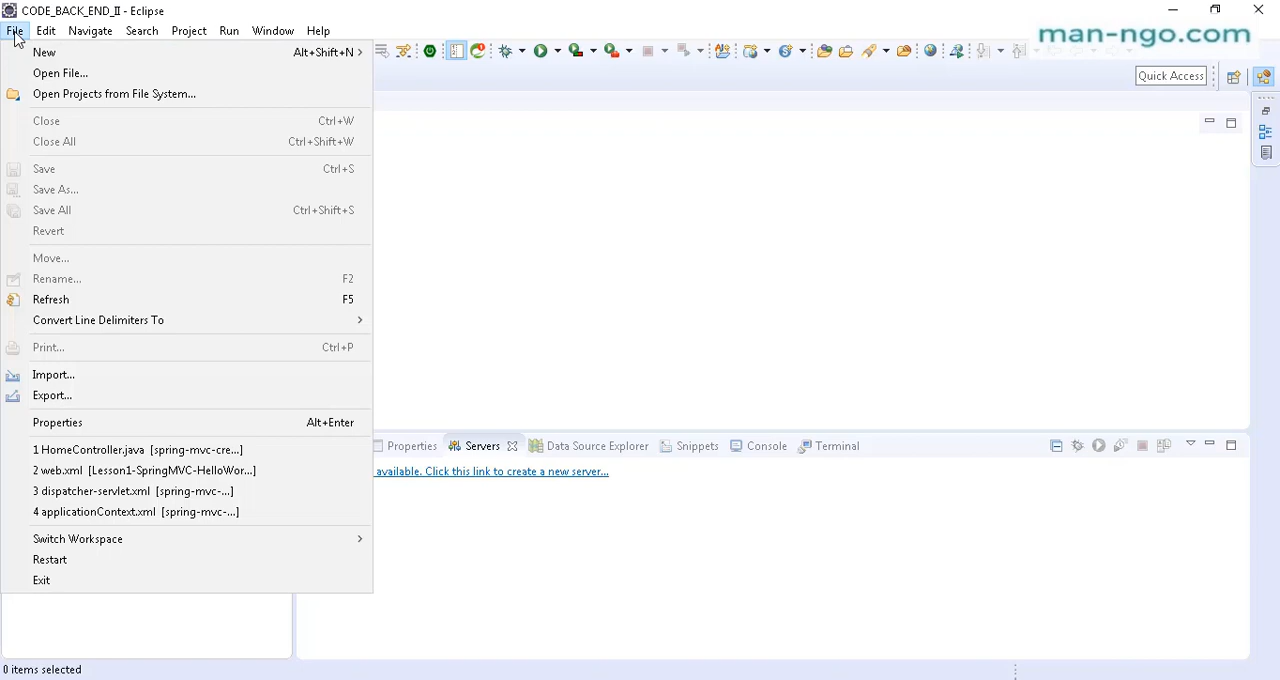 CODE_BACK_END_II - Eclipse
File Edit Navigate Search Project Run Window Help
man-ngo.com
New Alt+Shift+N
Open File...
Quick Access
Open Projects from File System...
Close Ctrl+W
Close All Ctrl+Shift+W
Save Ctrl+S
Save As...
Save All Ctrl+Shift+S
Revert
Move...
Rename... F2
Refresh F5
Convert Line Delimiters To
Print... Ctrl+P
Import...
Export...
Properties Alt+Enter
1 HomeController.java [spring-mvc-cre...]
2 web.xml [Lesson1-SpringMVC-HelloWor...]
3 dispatcher-servlet.xml [spring-mvc-...]
4 applicationContext.xml [spring-mvc-...]
Switch Workspace
Restart
Exit
Properties Servers Data Source Explorer Snippets Console Terminal
available. Click this link to create a new server...
0 items selected